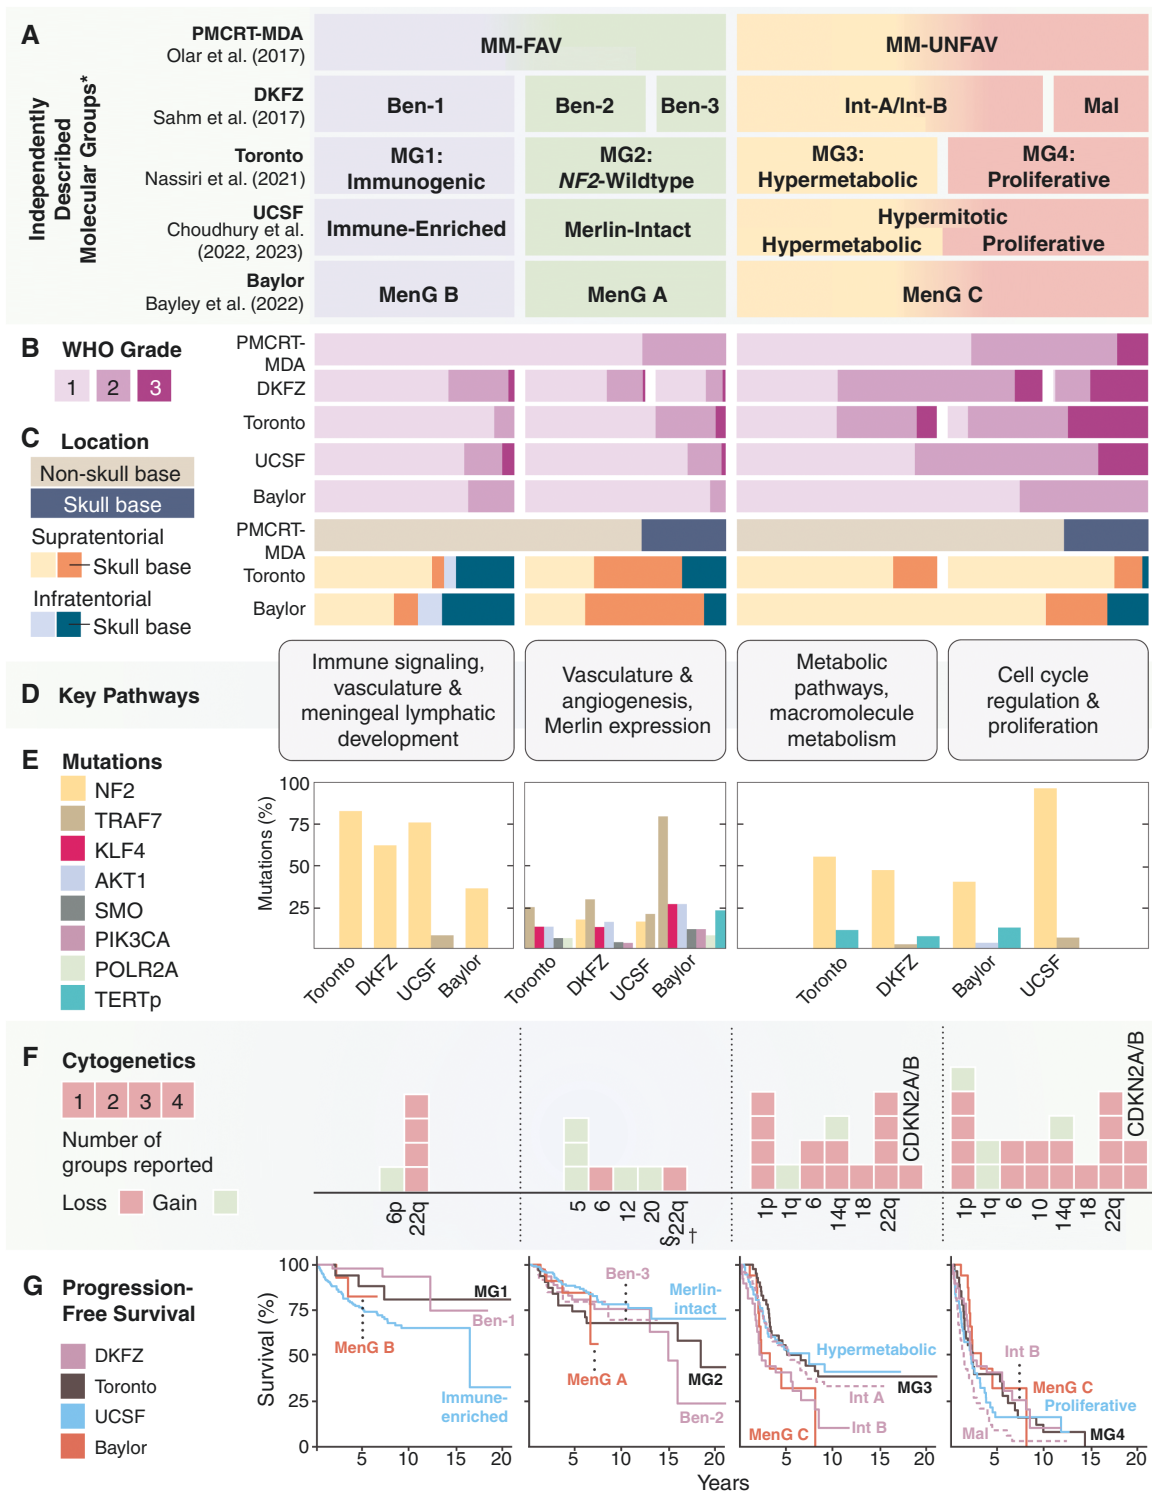 A
Independently
Described
Molecular Groups*
PMCRT-MDA
Olar et al. (2017)
MM-FAV
MM-UNFAV
DKFZ
Sahm et al. (2017)
Ben-1
Ben-2
Ben-3
Int-A/Int-B
Mal
Toronto
Nassiri et al. (2021)
MG1:
Immunogenic
MG2:
NF2-Wildtype
MG3:
Hypermetabolic
MG4:
Proliferative
UCSF
Choudhury et al.
(2022, 2023)
Immune-Enriched
Merlin-Intact
Hypermitotic
Hypermetabolic
Proliferative
Baylor
Bayley et al. (2022)
MenG B
MenG A
MenG C
B
WHO Grade
1 2 3
PMCRT-
MDA
DKFZ
Toronto
UCSF
Baylor
C
Location
Non-skull base
Skull base
Supratentorial
Skull base
Infratentorial
Skull base
PMCRT-
MDA
Toronto
Baylor
D
Key Pathways
Immune signaling,
vasculature &
meningeal lymphatic
development
Vasculature &
angiogenesis,
Merlin expression
Metabolic
pathways,
macromolecule
metabolism
Cell cycle
regulation &
proliferation
E
Mutations
NF2
TRAF7
KLF4
AKT1
SMO
PIK3CA
POLR2A
TERTp
Mutations (%)
100
75
50
25
Toronto
DKFZ
UCSF
Baylor
Toronto
DKFZ
UCSF
Baylor
Toronto
DKFZ
Baylor
UCSF
F
Cytogenetics
1 2 3 4
Number of
groups reported
Loss
Gain
6p
22q
5
6
12
20
§22q†
1p
1q
6
14q
18
22q
CDKN2A/B
1p
1q
6
10
14q
18
22q
CDKN2A/B
G
Progression-
Free Survival
DKFZ
Toronto
UCSF
Baylor
Survival (%)
100
75
50
25
0
MG1
Ben-1
MenG B
Immune-
enriched
5 10 15 20
Ben-3
Merlin-
intact
MenG A
MG2
Ben-2
5 10 15 20
Hypermetabolic
MG3
Int A
Int B
MenG C
5 10 15 20
Int B
MenG C
Proliferative
Mal
MG4
5 10 15 20
Years